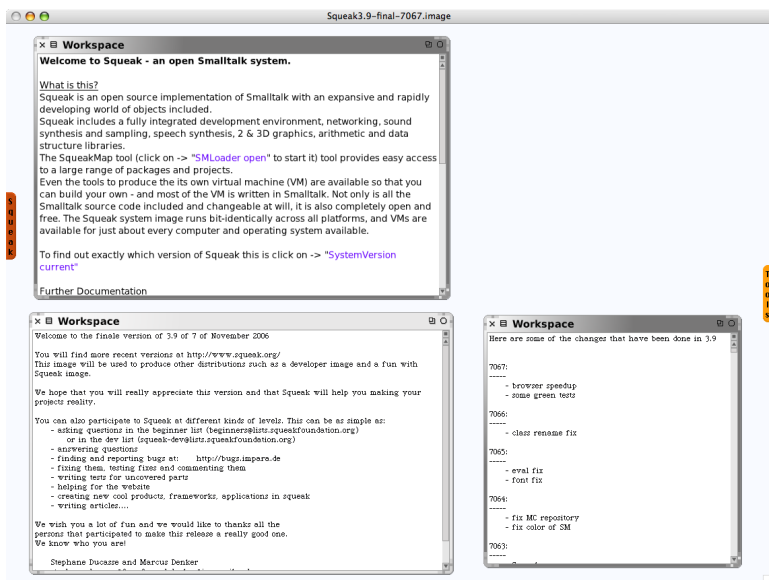 Squeak3.9-final-7067.image
Workspace
Welcome to Squeak - an open Smalltalk system.
What is this?
Squeak is an open source implementation of Smalltalk with an expansive and rapidly
developing world of objects included.
Squeak includes a fully integrated development environment, networking, sound
synthesis and sampling, speech synthesis, 2 & 3D graphics, arithmetic and data
structure libraries.
The SqueakMap tool (click on -> "SMLoader open" to start it) tool provides easy access
to a large range of packages and projects.
Even the tools to produce the its own virtual machine (VM) are available so that you
can build your own - and most of the VM is written in Smalltalk. Not only is all the
Smalltalk source code included and changeable at will, it is also completely open and
free. The Squeak system image runs bit-identically across all platforms, and VMs are
available for just about every computer and operating system available.
To find out exactly which version of Squeak this is click on -> "SystemVersion
current"
Further Documentation
Squeak
Tools
Workspace
Welcome to the finale version of 3.9 of 7 of November 2006
You will find more recent versions at http://www.squeak.org/
This image will be used to produce other distributions such as a developer image and a fun with
Squeak image.
We hope that you will really appreciate this version and that Squeak will help you making your
projects reality.
You can also participate to Squeak at different kinds of levels. This can be as simple as:
- asking questions in the beginner list (beginners@lists.squeakfoundation.org)
or in the dev list (squeak-dev@lists.squeakfoundation.org)
- answering questions
- finding and reporting bugs at: http://bugs.impara.de
- fixing them, testing fixes and commenting them
- writing tests for uncovered parts
- helping for the website
- creating new cool products, frameworks, applications in squeak
- writing articles....
We wish you a lot of fun and we would like to thanks all the
persons that participated to make this release a really good one.
We know who you are!
Stephane Ducasse and Marcus Denker
Workspace
Here are some of the changes that have been done in 3.9
7067:
-----
- browser speedup
- some green tests
7066:
-----
- class rename fix
7065:
-----
- eval fix
- font fix
7064:
-----
- fix MC repository
- fix color of SM
7063:
-----